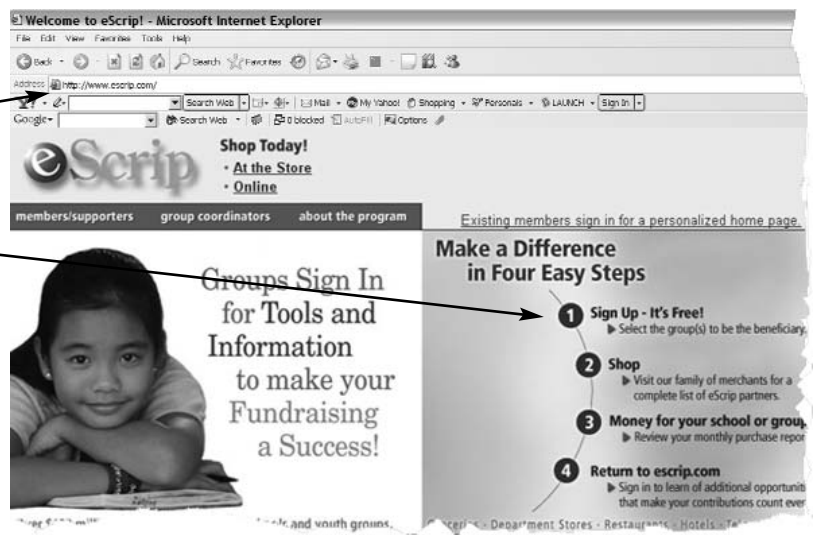 Welcome to eScrip! - Microsoft Internet Explorer
File Edit View Favorites Tools Help
Back Search Favorites
Address http://www.escrip.com/
Y! Search Web Mail My Yahoo! Shopping Personals LAUNCH Sign In
Google Search Web 0 blocked AutoFill Options
eScrip
Shop Today!
• At the Store
• Online
members/supporters group coordinators about the program
Existing members sign in for a personalized home page.
Groups Sign In
for Tools and
Information
to make your
Fundraising
a Success!
Make a Difference
in Four Easy Steps
1 Sign Up - It's Free!
Select the group(s) to be the beneficiary.
2 Shop
Visit our family of merchants for a
complete list of eScrip partners.
3 Money for your school or group
Review your monthly purchase repor
4 Return to escrip.com
Sign in to learn of additional opportuniti
that make your contributions count ever
and youth groups.
Groceries - Department Stores - Restaurants - Hotels -